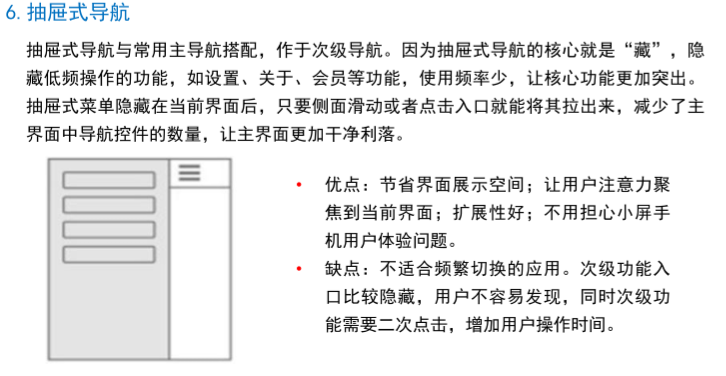 6. 抽屉式导航
抽屉式导航与常用主导航搭配，作于次级导航。因为抽屉式导航的核心就是“藏”，隐
藏低频操作的功能，如设置、关于、会员等功能，使用频率少，让核心功能更加突出。
抽屉式菜单隐藏在当前界面后，只要侧面滑动或者点击入口就能将其拉出来，减少了主
界面中导航控件的数量，让主界面更加干净利落。
• 优点：节省界面展示空间；让用户注意力聚
焦到当前界面；扩展性好；不用担心小屏手
机用户体验问题。
• 缺点：不适合频繁切换的应用。次级功能入
口比较隐藏，用户不容易发现，同时次级功
能需要二次点击，增加用户操作时间。